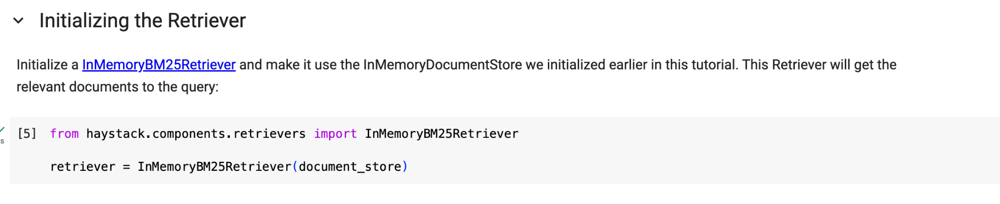 Initializing the Retriever
Initialize a InMemoryBM25Retriever and make it use the InMemoryDocumentStore we initialized earlier in this tutorial. This Retriever will get the
relevant documents to the query:
[5] from haystack.components.retrievers import InMemoryBM25Retriever
s
retriever = InMemoryBM25Retriever(document_store)